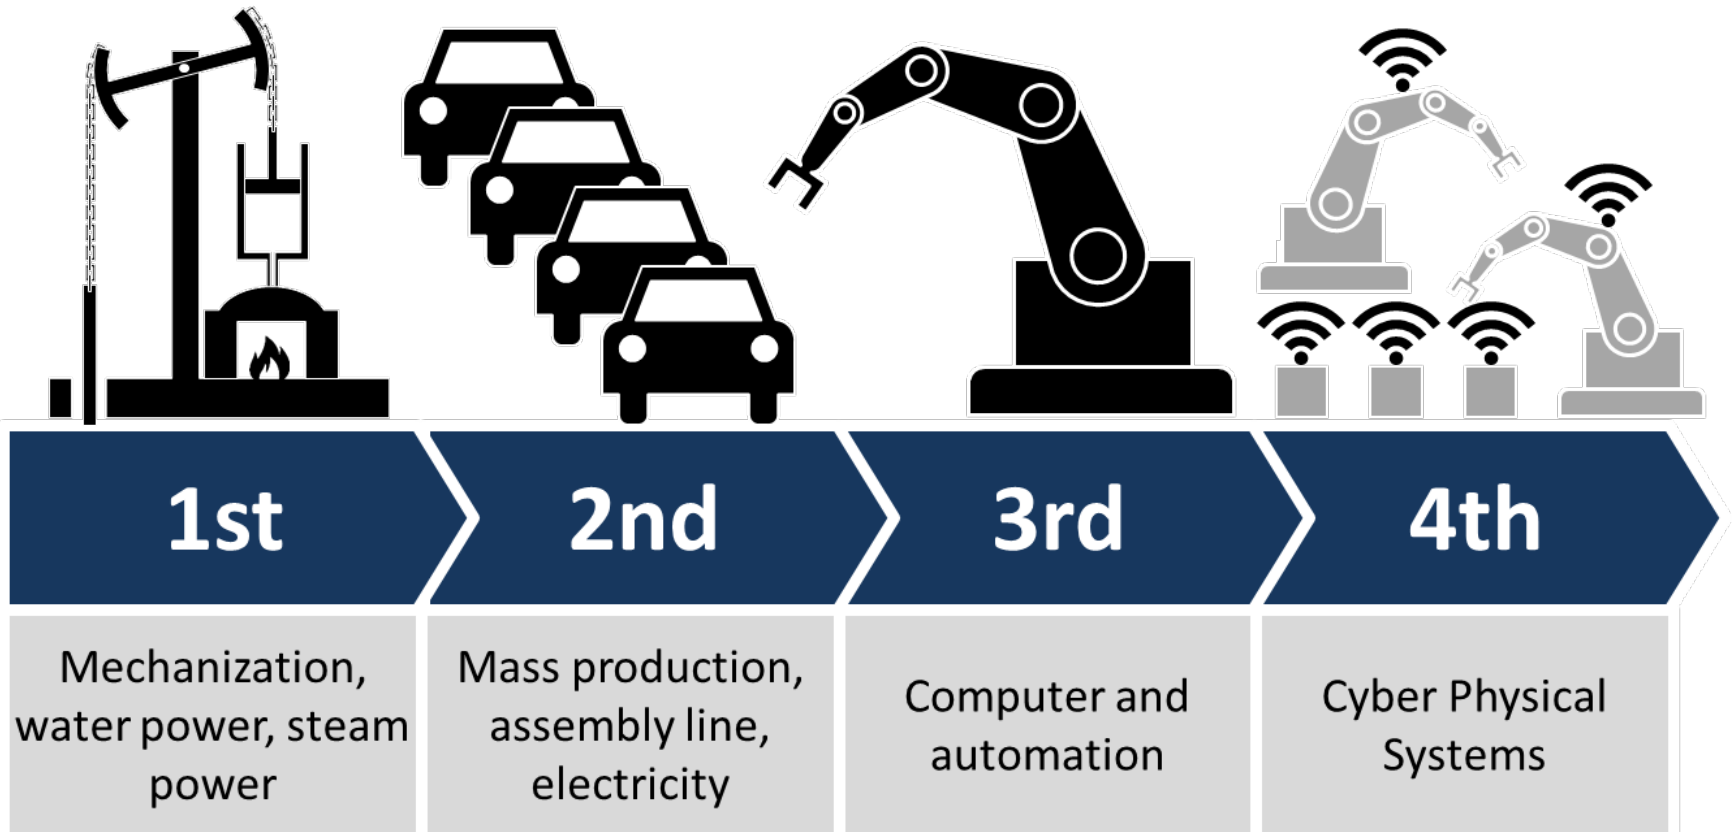 1st
2nd
3rd
4th
Mechanization,
water power, steam
power
Mass production,
assembly line,
electricity
Computer and
automation
Cyber Physical
Systems